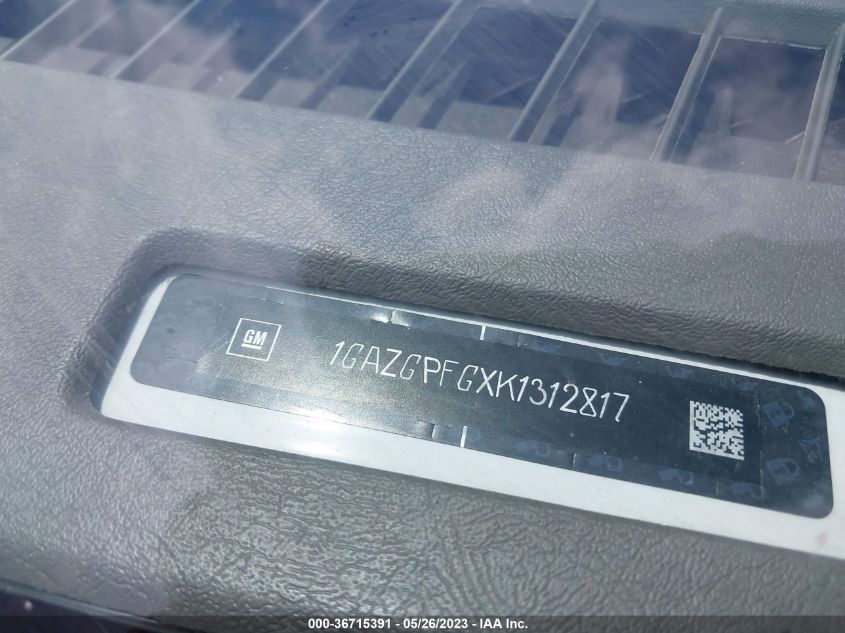 GM
1GAZGPFGXK1312817
000-36715391 - 05/26/2023 - IAA Inc.